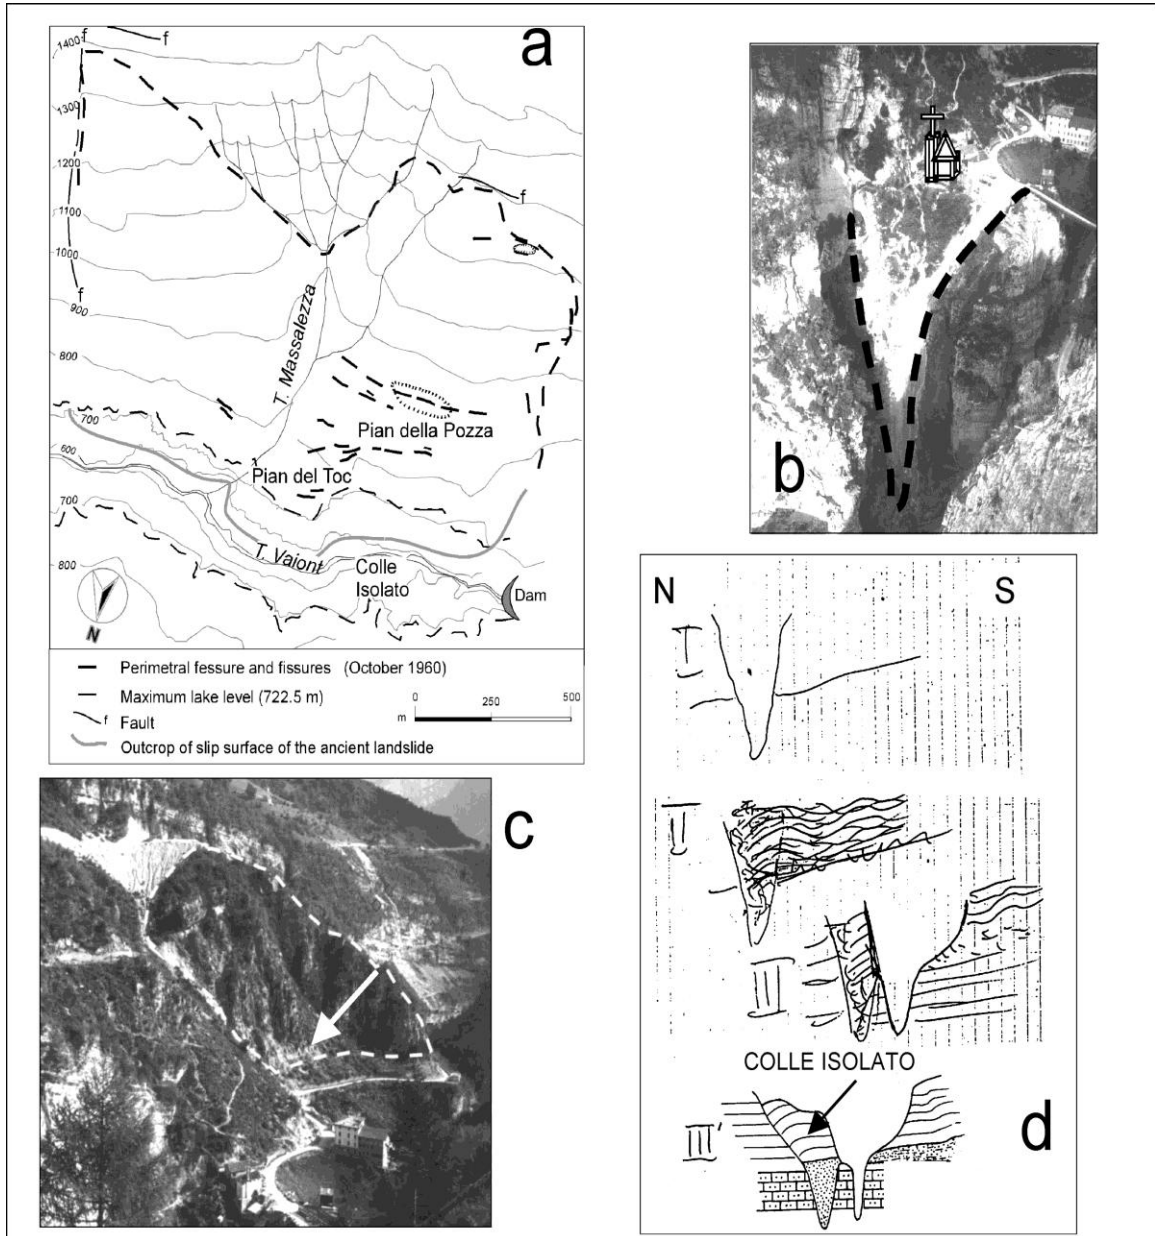 a
f
f
1400
1300
1200
f
1100
1000
f
900
800
T. Massalezza
700
Pian della Pozza
600
Pian del Toc
700
T. Vaiont
Colle
Isolato
800
Dam
N
Perimetral fessure and fissures (October 1960)
Maximum lake level (722.5 m)
0 250 500
m
f Fault
Outcrop of slip surface of the ancient landslide
b
c
N S
I
II
III
COLLE ISOLATO
III'
d